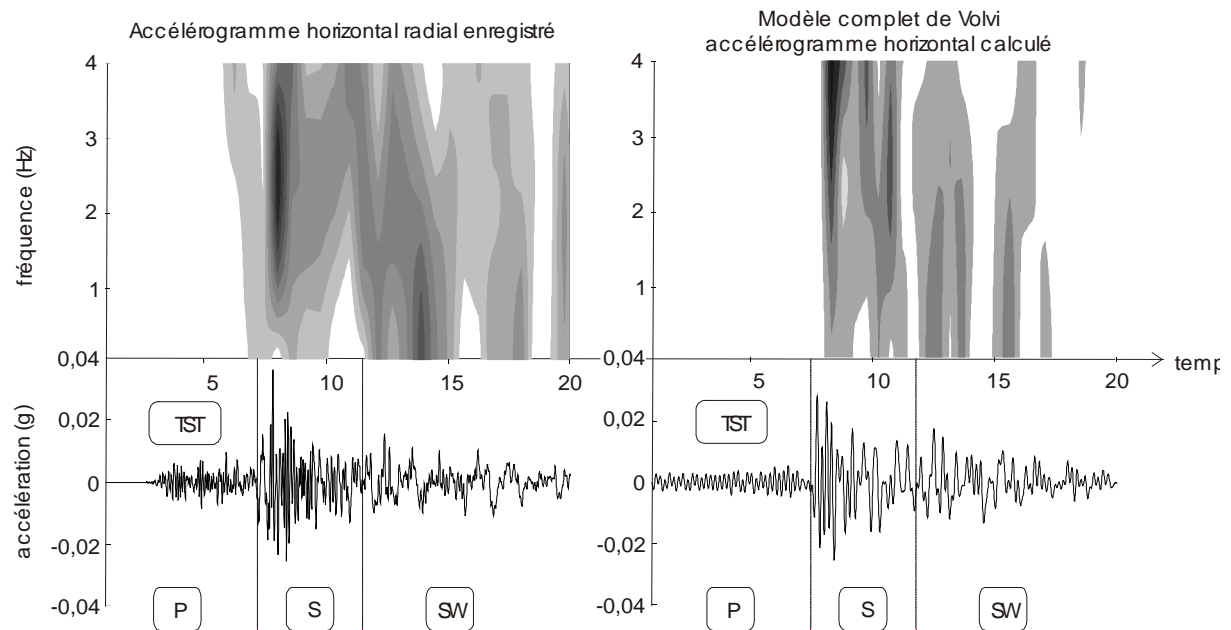 Accélérogramme horizontal radial enregistré
Modèle complet de Volvi
accélérogramme horizontal calculé
fréquence (Hz)
4
3
2
1
0,04
5
10
15
20
4
3
2
1
0,04
5
10
15
20
temp
accélération (g)
0,02
0
-0,02
-0,04
TST
P
S
SW
0,02
0
-0,02
-0,04
TST
P
S
SW